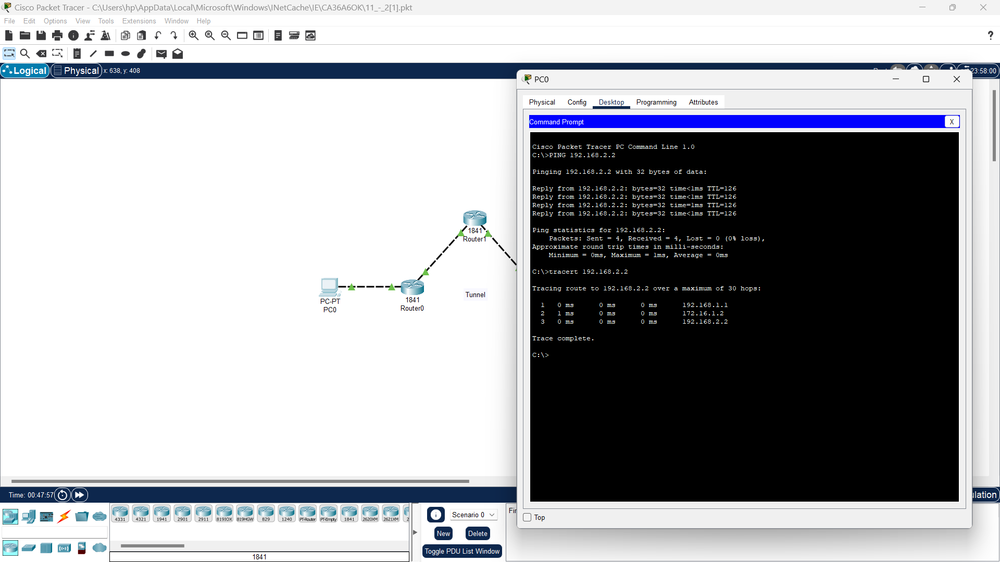 Cisco Packet Tracer - C:\Users\hp\AppData\Local\Microsoft\Windows\INetCache\IE\CA36A6OK\11_-_2[1].pkt
File Edit Options View Tools Extensions Window Help
Logical Physical x: 638, y: 408
23:58:00
1841
Router1
PC-PT
PC0
1841
Router0
Tunnel
PC0
Physical Config Desktop Programming Attributes
Command Prompt X
Cisco Packet Tracer PC Command Line 1.0
C:\>PING 192.168.2.2
Pinging 192.168.2.2 with 32 bytes of data:
Reply from 192.168.2.2: bytes=32 time<1ms TTL=126
Reply from 192.168.2.2: bytes=32 time<1ms TTL=126
Reply from 192.168.2.2: bytes=32 time=1ms TTL=126
Reply from 192.168.2.2: bytes=32 time<1ms TTL=126
Ping statistics for 192.168.2.2:
Packets: Sent = 4, Received = 4, Lost = 0 (0% loss),
Approximate round trip times in milli-seconds:
Minimum = 0ms, Maximum = 1ms, Average = 0ms
C:\>tracert 192.168.2.2
Tracing route to 192.168.2.2 over a maximum of 30 hops:
1 0 ms 0 ms 0 ms 192.168.1.1
2 1 ms 0 ms 0 ms 172.16.1.2
3 0 ms 0 ms 0 ms 192.168.2.2
Trace complete.
C:\>
Top
Time: 00:47:57
ulation
4331 4321 1941 2901 2911 819IOX 819HGW 829 1240 PT-Router PT-Empty 1841 2620XM 2621XM 2
1841
Scenario 0
New Delete
Toggle PDU List Window
Fir